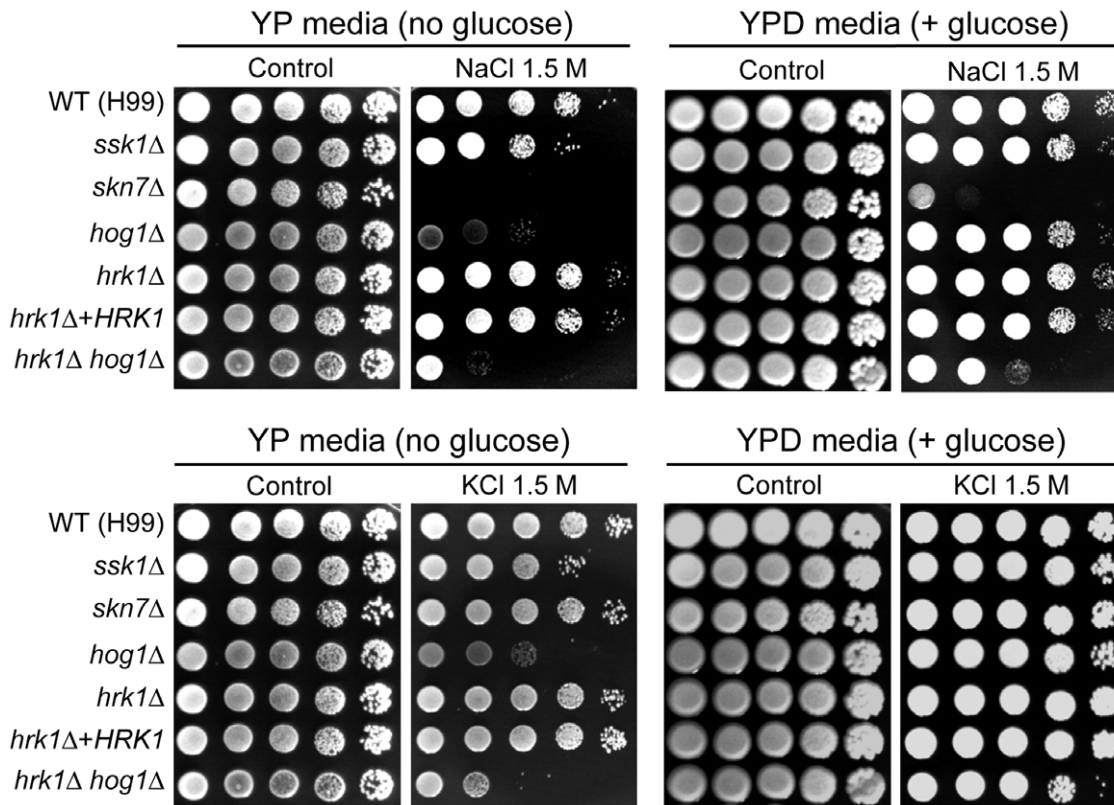 YP media (no glucose) YPD media (+ glucose)
Control NaCl 1.5 M Control NaCl 1.5 M
WT (H99)
ssk1Δ
skn7Δ
hog1Δ
hrk1Δ
hrk1Δ+HRK1
hrk1Δ hog1Δ
YP media (no glucose) YPD media (+ glucose)
Control KCl 1.5 M Control KCl 1.5 M
WT (H99)
ssk1Δ
skn7Δ
hog1Δ
hrk1Δ
hrk1Δ+HRK1
hrk1Δ hog1Δ